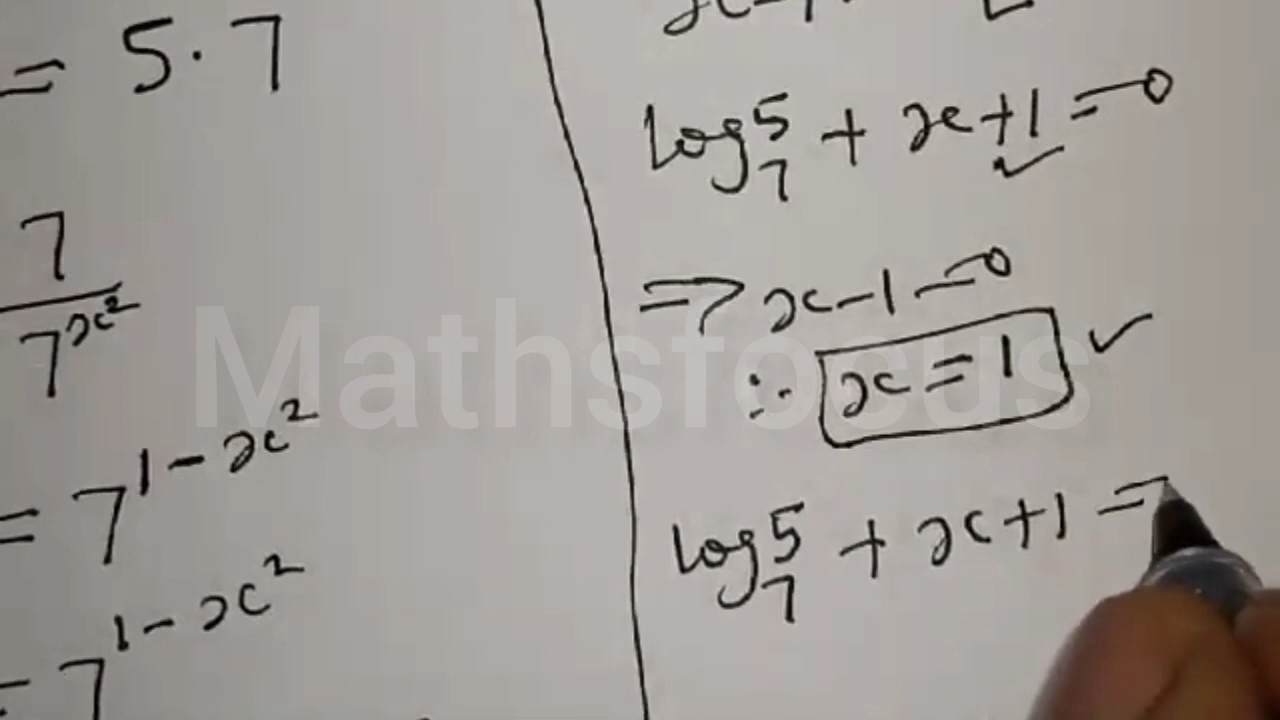 = 5.7
7
7^x²
= 7^1-x²
= 7^1-x²
log₇5 + x+1=0
=> x-1=0
∴ x=1 ✓
log₇5 + x+1 =
Mathsfocus